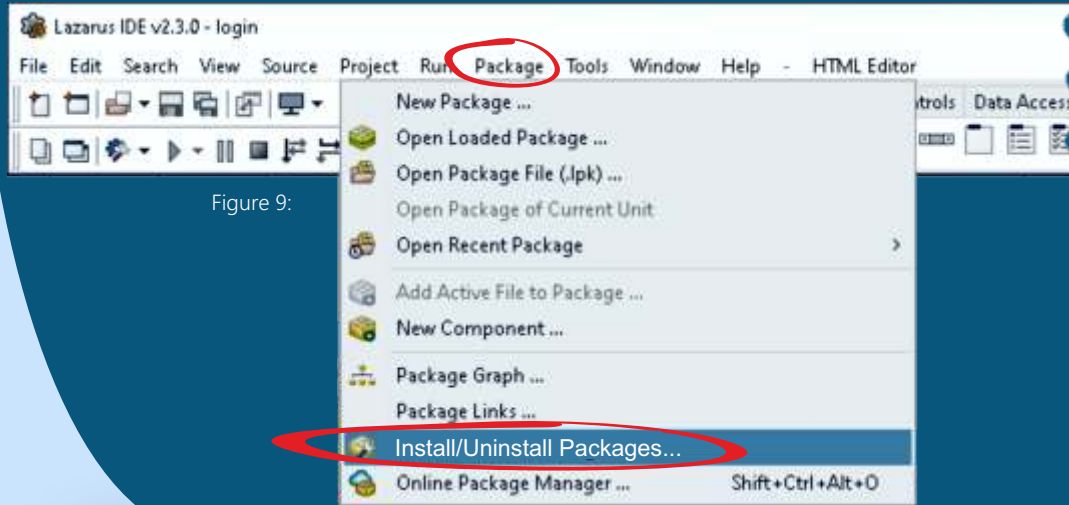 Lazarus IDE v2.3.0 - login
File Edit Search View Source Project Run Package Tools Window Help - HTML Editor
New Package ...
trols Data Access
Open Loaded Package ...
Open Package File (.lpk) ...
Figure 9:
Open Package of Current Unit
Open Recent Package >
Add Active File to Package ...
New Component ...
Package Graph ...
Package Links ...
Install/Uninstall Packages...
Online Package Manager ... Shift+Ctrl+Alt+O